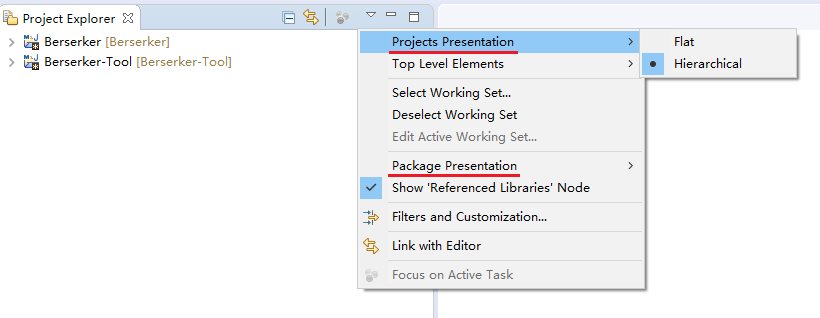 Project Explorer
Berserker [Berserker]
Berserker-Tool [Berserker-Tool]
Projects Presentation
Top Level Elements
Select Working Set...
Deselect Working Set
Edit Active Working Set...
Package Presentation
Show 'Referenced Libraries' Node
Filters and Customization...
Link with Editor
Focus on Active Task
Flat
Hierarchical